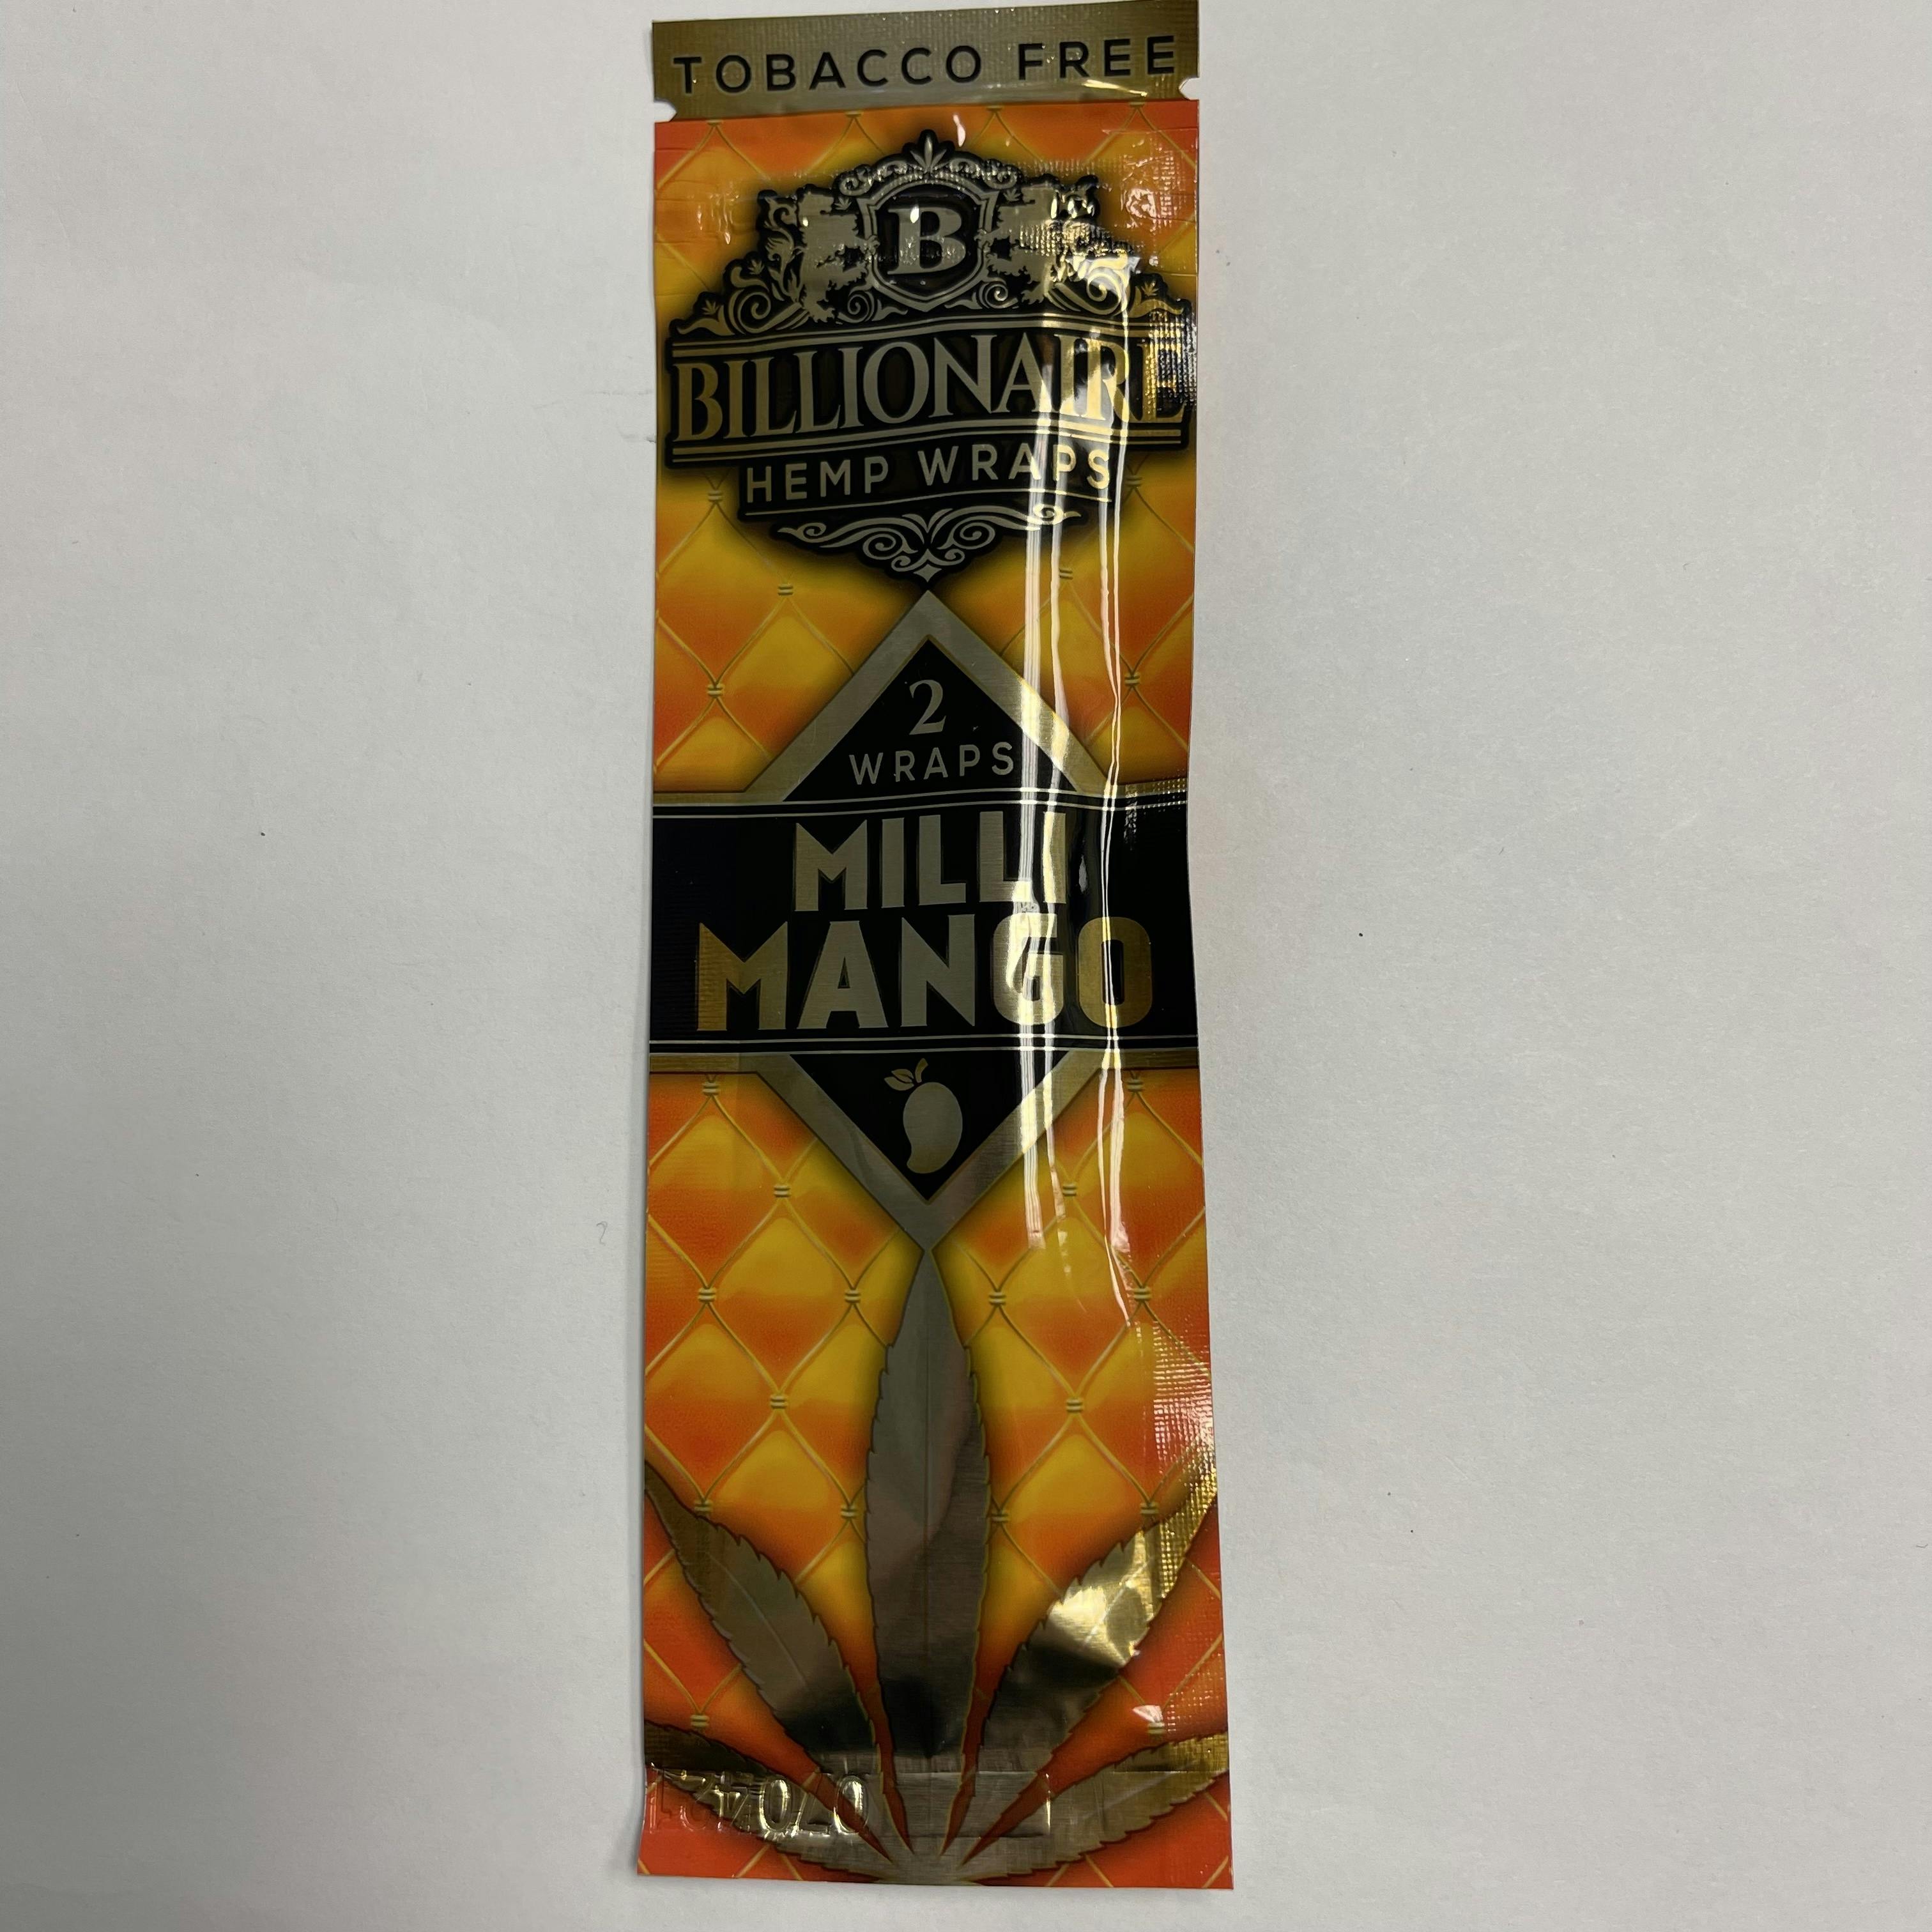 TOBACCO FREE
B
BILLIONAIRE
HEMP WRAPS
2
WRAPS
MILLI
MANGO